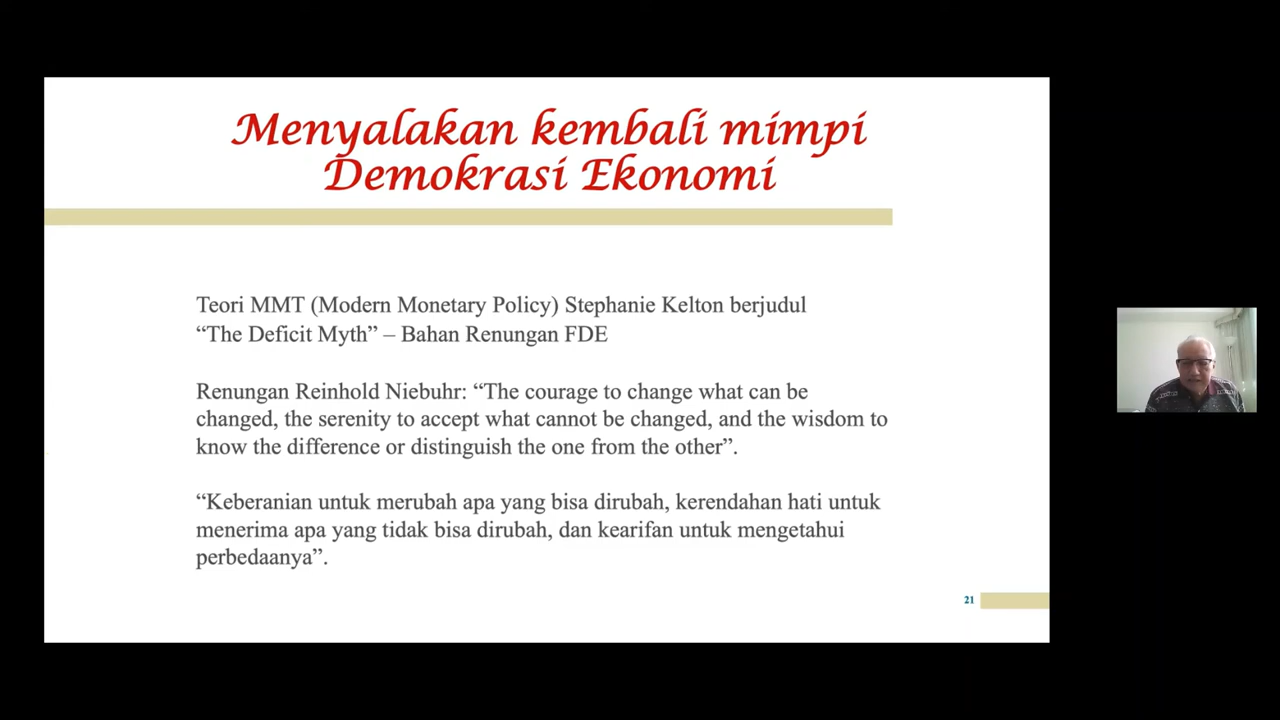 Menyalakan kembali mimpi
Demokrasi Ekonomi
Teori MMT (Modern Monetary Policy) Stephanie Kelton berjudul
“The Deficit Myth” – Bahan Renungan FDE
Renungan Reinhold Niebuhr: “The courage to change what can be
changed, the serenity to accept what cannot be changed, and the wisdom to
know the difference or distinguish the one from the other”.
“Keberanian untuk merubah apa yang bisa dirubah, kerendahan hati untuk
menerima apa yang tidak bisa dirubah, dan kearifan untuk mengetahui
perbedaanya”.
21